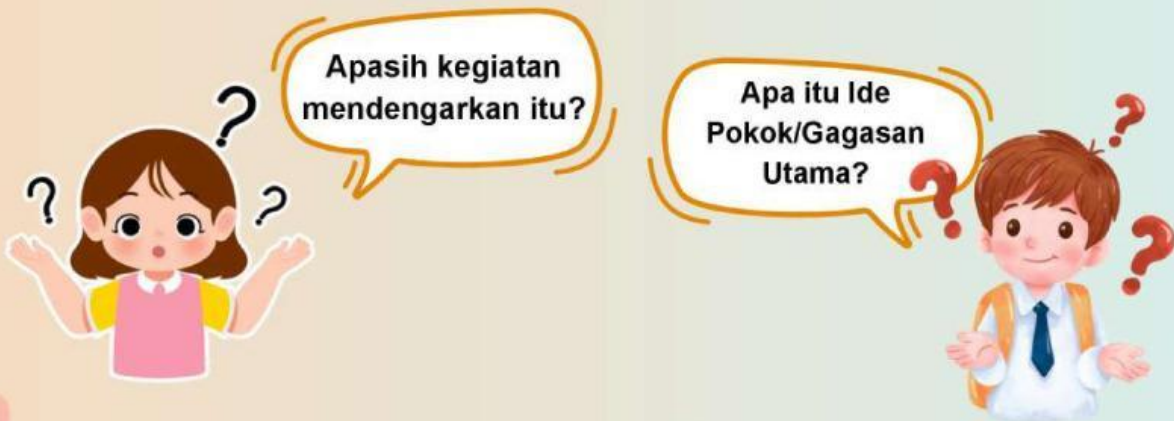 Apasih kegiatan
mendengarkan itu?
Apa itu Ide
Pokok/Gagasan
Utama?